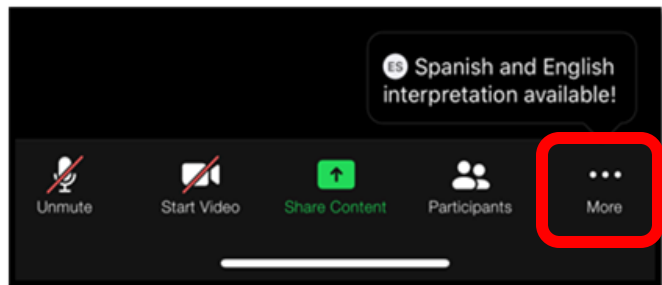 ES Spanish and English
interpretation available!
Unmute Start Video Share Content Participants More